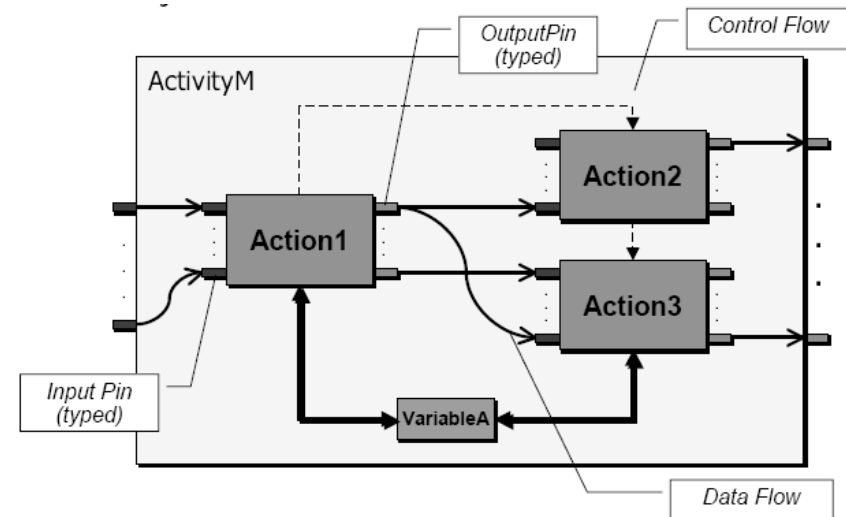 OutputPin
(typed)
Control Flow
ActivityM
Action2
Action1
Action3
Input Pin
(typed)
VariableA
Data Flow